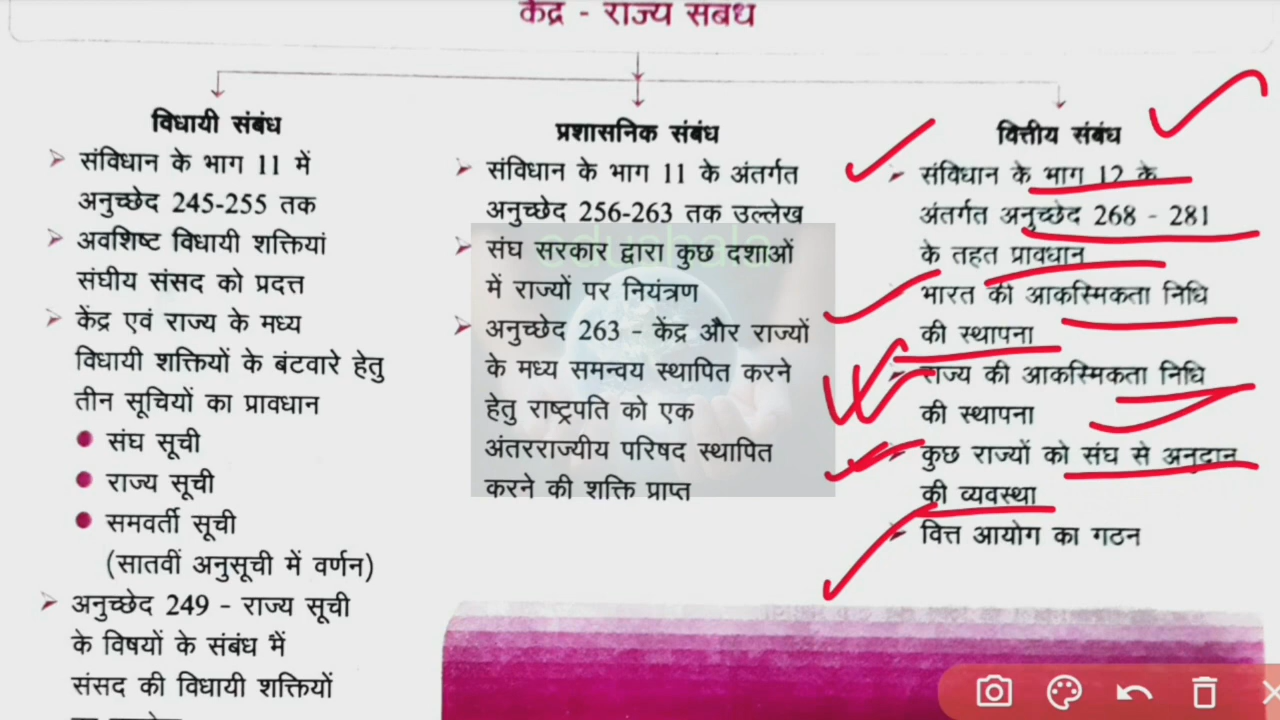 केंद्र - राज्य संबंध
विधायी संबंध
संविधान के भाग 11 में
अनुच्छेद 245-255 तक
अवशिष्ट विधायी शक्तियां
संघीय संसद को प्रदत्त
केंद्र एवं राज्य के मध्य
विधायी शक्तियों के बंटवारे हेतु
तीन सूचियों का प्रावधान
संघ सूची
राज्य सूची
समवर्ती सूची
(सातवीं अनुसूची में वर्णन)
अनुच्छेद 249 - राज्य सूची
के विषयों के संबंध में
संसद की विधायी शक्तियों
प्रशासनिक संबंध
संविधान के भाग 11 के अंतर्गत
अनुच्छेद 256-263 तक उल्लेख
संघ सरकार द्वारा कुछ दशाओं
में राज्यों पर नियंत्रण
अनुच्छेद 263 - केंद्र और राज्यों
के मध्य समन्वय स्थापित करने
हेतु राष्ट्रपति को एक
अंतरराज्यीय परिषद स्थापित
करने की शक्ति प्राप्त
वित्तीय संबंध
संविधान के भाग 12 के
अंतर्गत अनुच्छेद 268 - 281
के तहत प्रावधान
भारत की आकस्मिकता निधि
की स्थापना
राज्य की आकस्मिकता निधि
की स्थापना
कुछ राज्यों को संघ से अनुदान
की व्यवस्था
वित्त आयोग का गठन